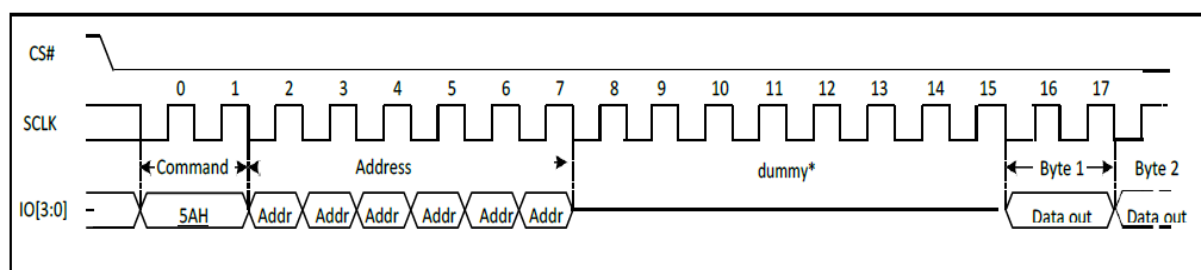 CS#
0 1 2 3 4 5 6 7 8 9 10 11 12 13 14 15 16 17
SCLK
Command Address dummy* Byte 1 Byte 2
IO[3:0] 5AH Addr Addr Addr Addr Addr Addr Data out Data out